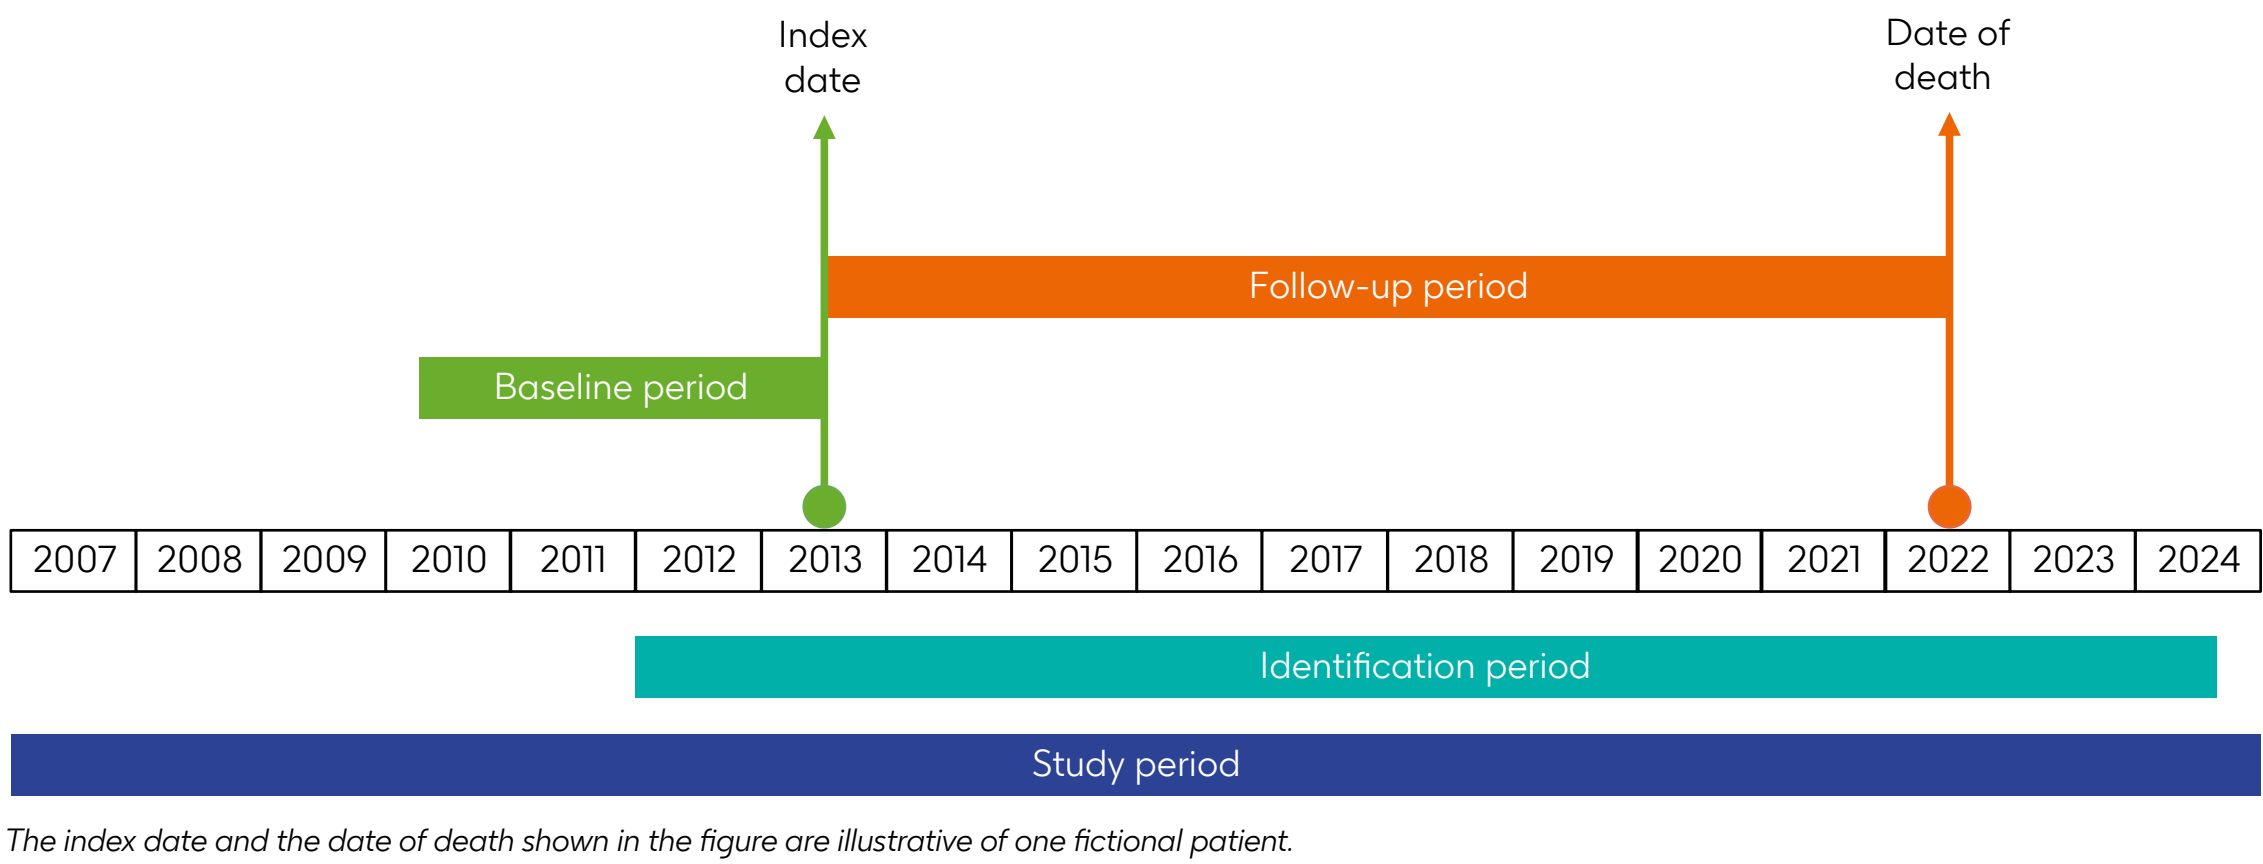 Index
date
Date of
death
Follow-up period
Baseline period
2007 2008 2009 2010 2011 2012 2013 2014 2015 2016 2017 2018 2019 2020 2021 2022 2023 2024
Identification period
Study period
The index date and the date of death shown in the figure are illustrative of one fictional patient.